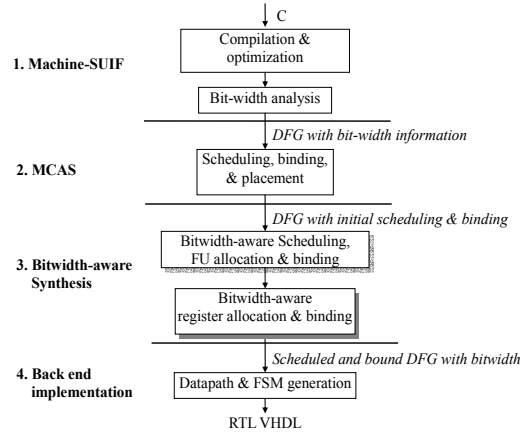 C
Compilation &
optimization
1. Machine-SUIF
Bit-width analysis
DFG with bit-width information
2. MCAS
Scheduling, binding,
& placement
DFG with initial scheduling & binding
Bitwidth-aware Scheduling,
FU allocation & binding
3. Bitwidth-aware
Synthesis
Bitwidth-aware
register allocation & binding
Scheduled and bound DFG with bitwidth
4. Back end
implementation
Datapath & FSM generation
RTL VHDL